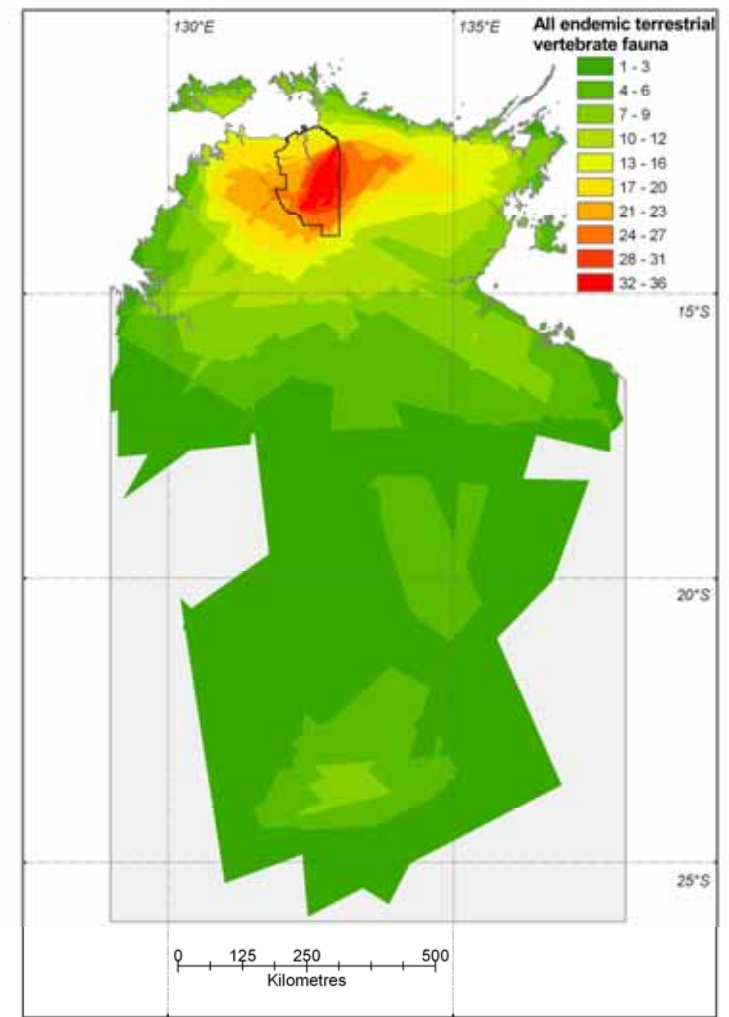 130°E
135°E
All endemic terrestrial
vertebrate fauna
1 - 3
4 - 6
7 - 9
10 - 12
13 - 16
17 - 20
21 - 23
24 - 27
28 - 31
32 - 36
15°S
20°S
25°S
0 125 250 500
Kilometres